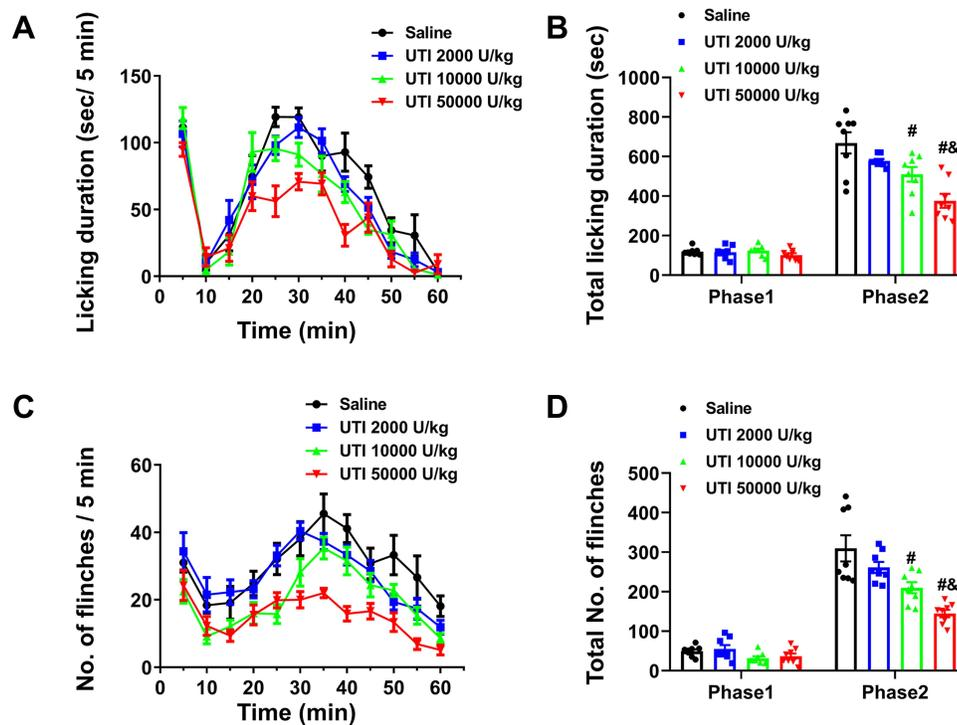 A
Saline
UTI 2000 U/kg
UTI 10000 U/kg
UTI 50000 U/kg
Licking duration (sec/ 5 min)
150
100
50
0
0 10 20 30 40 50 60
Time (min)
B
Saline
UTI 2000 U/kg
UTI 10000 U/kg
UTI 50000 U/kg
Total licking duration (sec)
1000
800
600
400
200
0
#
#&
Phase1 Phase2
C
Saline
UTI 2000 U/kg
UTI 10000 U/kg
UTI 50000 U/kg
No. of flinches / 5 min
60
40
20
0
0 10 20 30 40 50 60
Time (min)
D
Saline
UTI 2000 U/kg
UTI 10000 U/kg
UTI 50000 U/kg
Total No. of flinches
500
400
300
200
100
0
#
#&
Phase1 Phase2